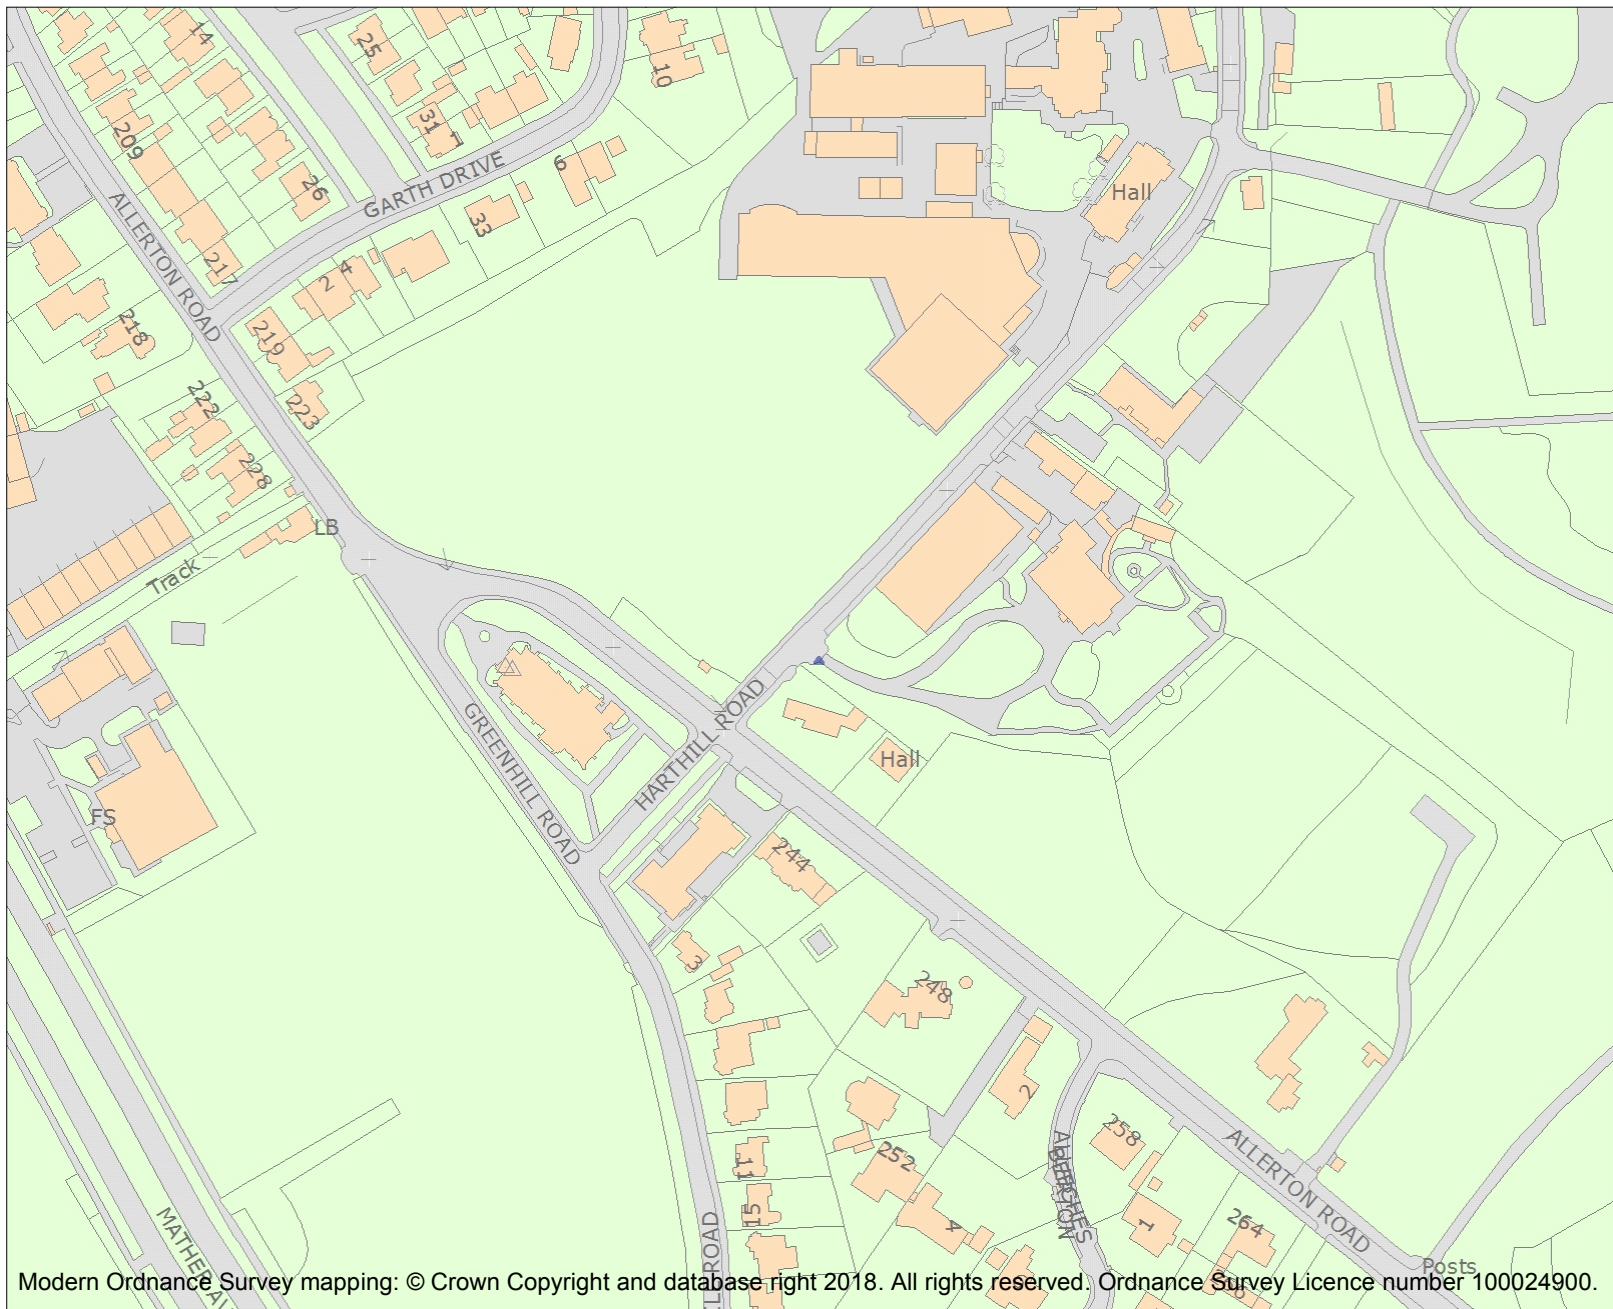 14
25
10
209
31
1
6
GARTH DRIVE
26
Hall
33
ALLERTON ROAD
217
4
2
218
219
222
223
228
LB
Track
GREENHILL ROAD
HARTHILL ROAD
Hall
FS
244
3
248
2
258
252
11
ALLERTON ROAD
15
4
1
264
MATHER
ROAD
Posts
Modern Ordnance Survey mapping: © Crown Copyright and database right 2018. All rights reserved. Ordnance Survey Licence number 100024900.